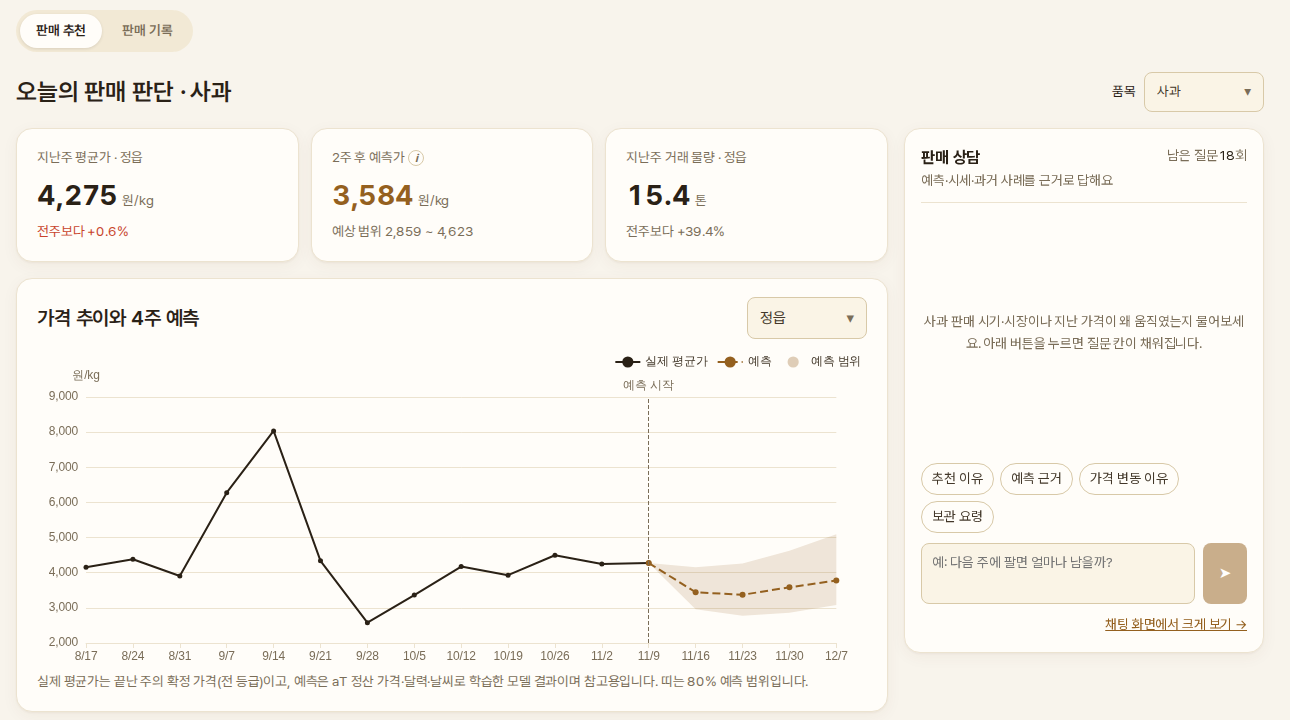 판매 추천
판매 기록
오늘의 판매 판단 · 사과
품목
사과
지난주 평균가 · 정읍
4,275 원/kg
전주보다 +0.6%
2주 후 예측가 i
3,584 원/kg
예상 범위 2,859 ~ 4,623
지난주 거래 물량 · 정읍
15.4 톤
전주보다 +39.4%
가격 추이와 4주 예측
정읍
실제 평균가
예측
예측 범위
원/kg
예측 시작
9,000
8,000
7,000
6,000
5,000
4,000
3,000
2,000
8/17 8/24 8/31 9/7 9/14 9/21 9/28 10/5 10/12 10/19 10/26 11/2 11/9 11/16 11/23 11/30 12/7
실제 평균가는 끝난 주의 확정 가격(전 등급)이고, 예측은 aT 정산 가격·달력·날씨로 학습한 모델 결과이며 참고용입니다. 띠는 80% 예측 범위입니다.
판매 상담
남은 질문 18회
예측·시세·과거 사례를 근거로 답해요
사과 판매 시기·시장이나 지난 가격이 왜 움직였는지 물어보세
요. 아래 버튼을 누르면 질문 칸이 채워집니다.
추천 이유
예측 근거
가격 변동 이유
보관 요령
예: 다음 주에 팔면 얼마나 남을까?
채팅 화면에서 크게 보기 →